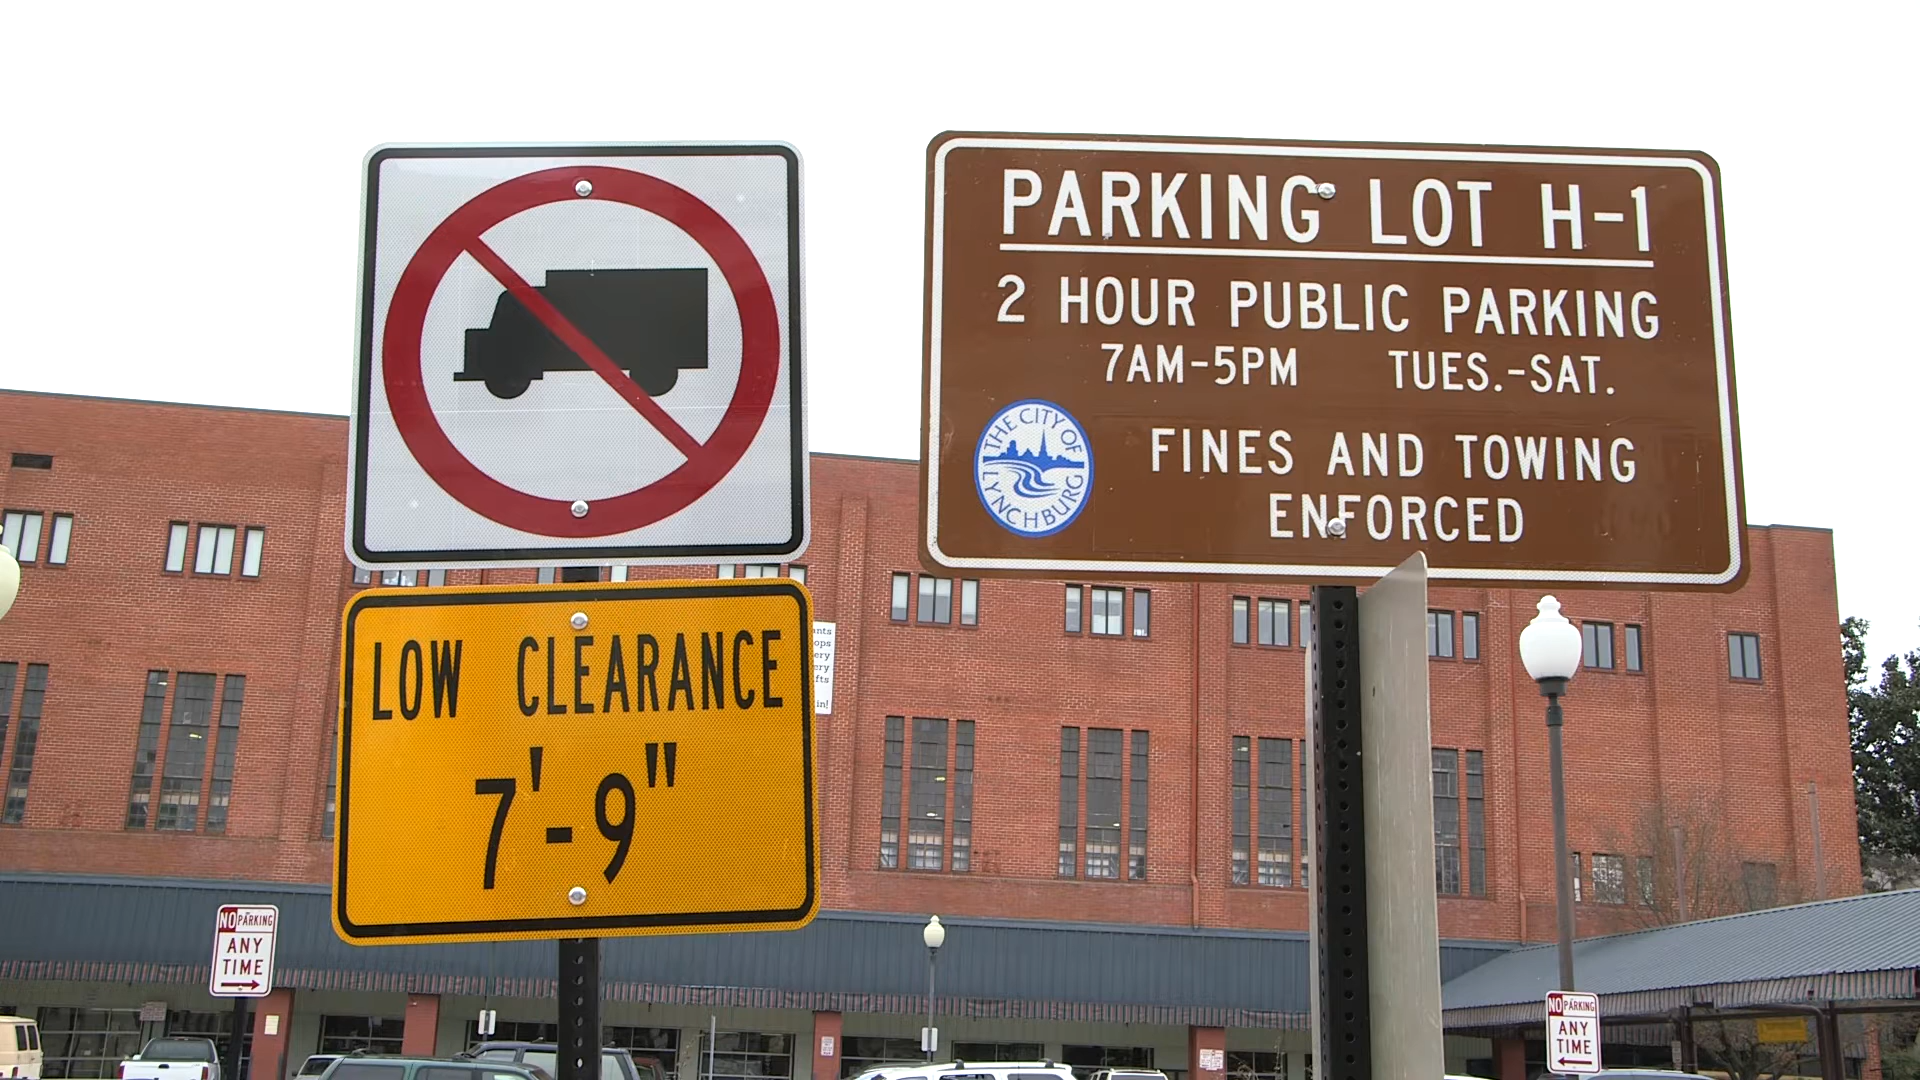 PARKING LOT H-1
2 HOUR PUBLIC PARKING
7AM-5PM TUES.-SAT.
FINES AND TOWING
ENFORCED
THE CITY OF
LYNCHBURG
LOW CLEARANCE
7'-9"
NO PARKING
ANY
TIME
NO PARKING
ANY
TIME